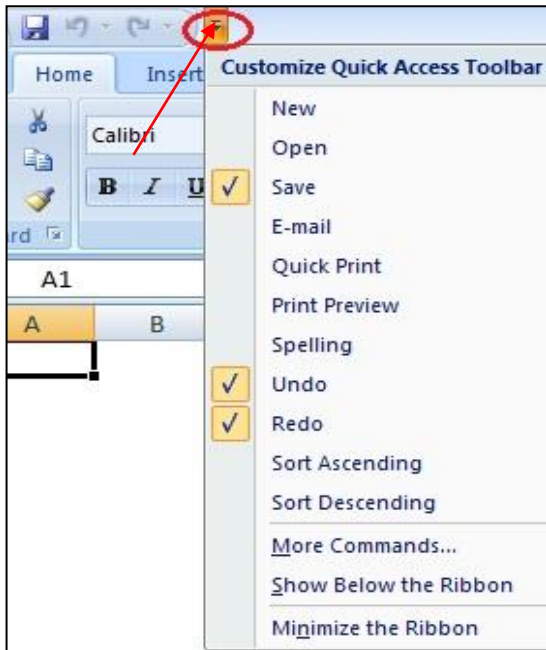 Home Insert
Customize Quick Access Toolbar
Calibri
B I U
rd
A1
A B
New
Open
Save
E-mail
Quick Print
Print Preview
Spelling
Undo
Redo
Sort Ascending
Sort Descending
More Commands...
Show Below the Ribbon
Minimize the Ribbon